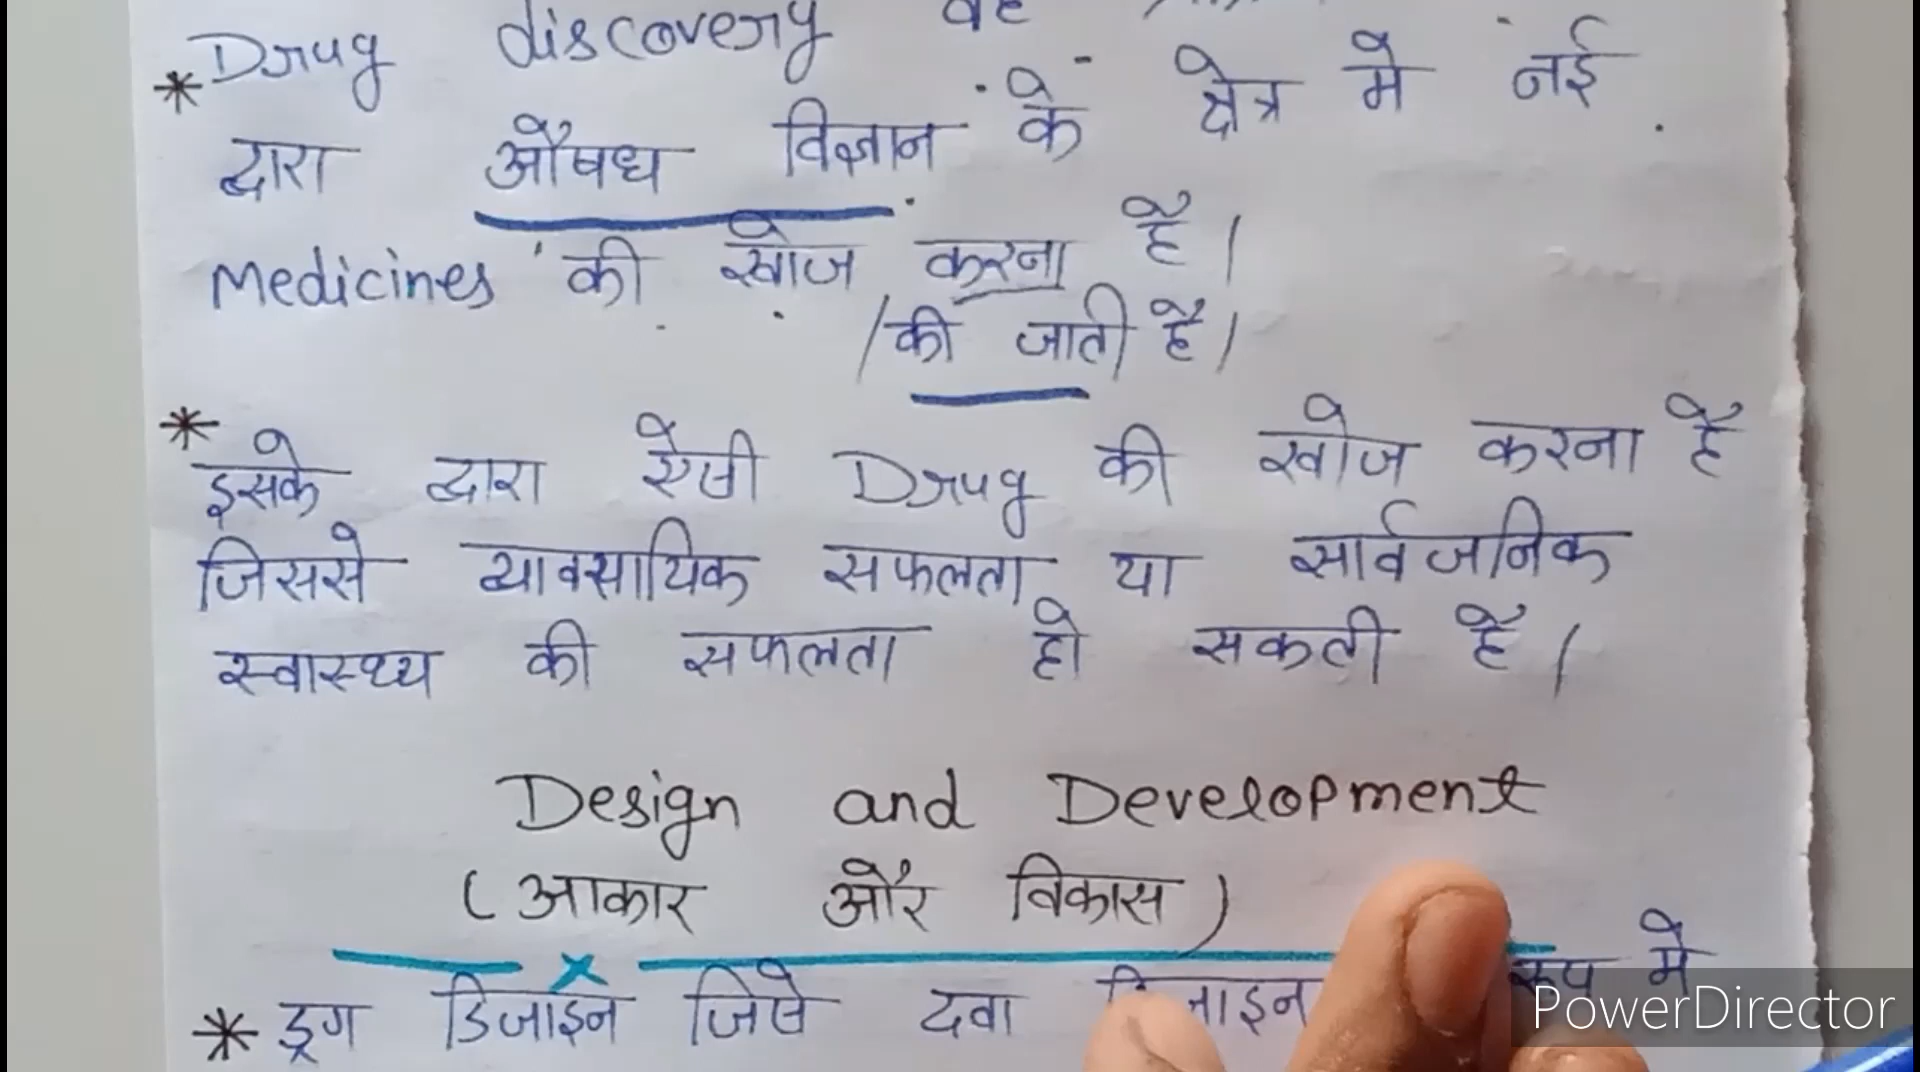 * Drug discovery वह
द्वारा औषध विज्ञान के क्षेत्र मे नई
Medicines की खोज करना है।
/की जाती है।
* इसके द्वारा ऐसी Drug की खोज करना है
जिससे व्यावसायिक सफलता या सार्वजनिक
स्वास्थ्य की सफलता हो सकती है।
Design and Development
(आकार और विकास)
* ड्रग डिजाइन जिसे दवा रूप मे
PowerDirector